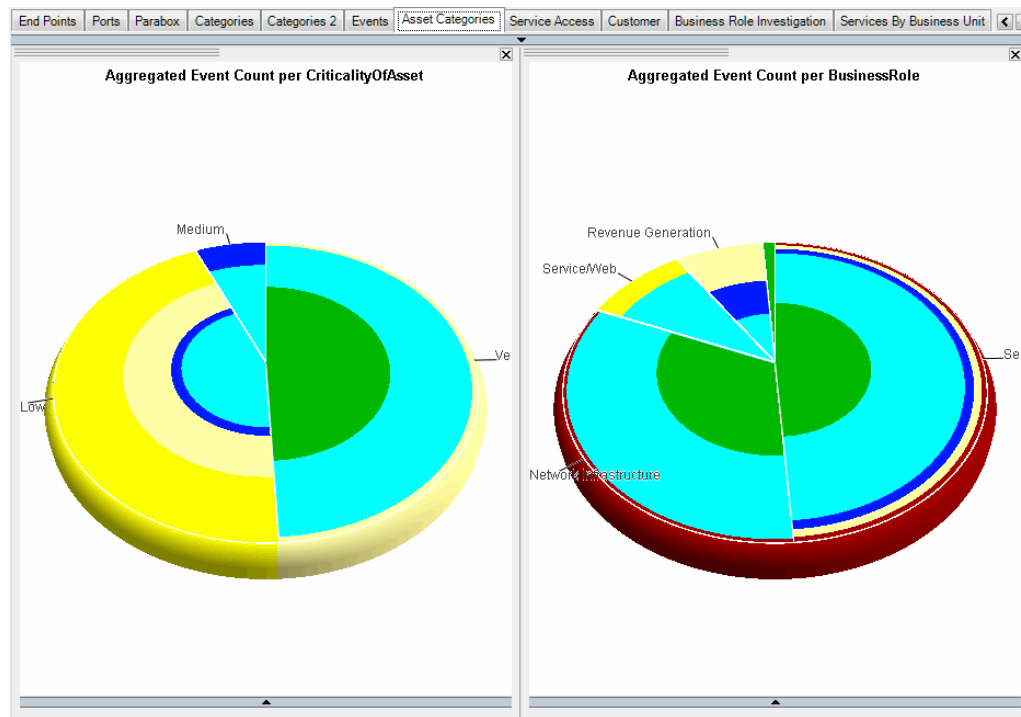 End Points Ports Parabox Categories Categories 2 Events Asset Categories Service Access Customer Business Role Investigation Services By Business Unit
Aggregated Event Count per CriticalityOfAsset
Medium
Ve
Low
Aggregated Event Count per BusinessRole
Revenue Generation
Service/Web
Se
Network Infrastructure